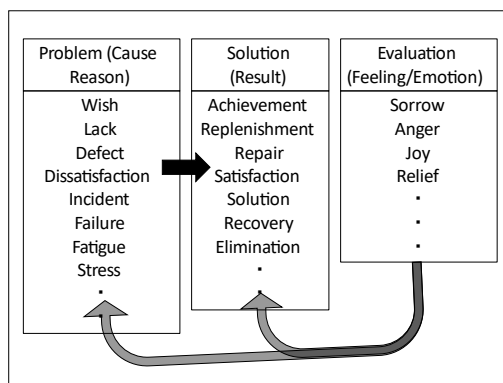 Problem (Cause
Reason)
Wish
Lack
Defect
Dissatisfaction
Incident
Failure
Fatigue
Stress
.
.
Solution
(Result)
Achievement
Replenishment
Repair
Satisfaction
Solution
Recovery
Elimination
.
.
Evaluation
(Feeling/Emotion)
Sorrow
Anger
Joy
Relief
.
.
.
.